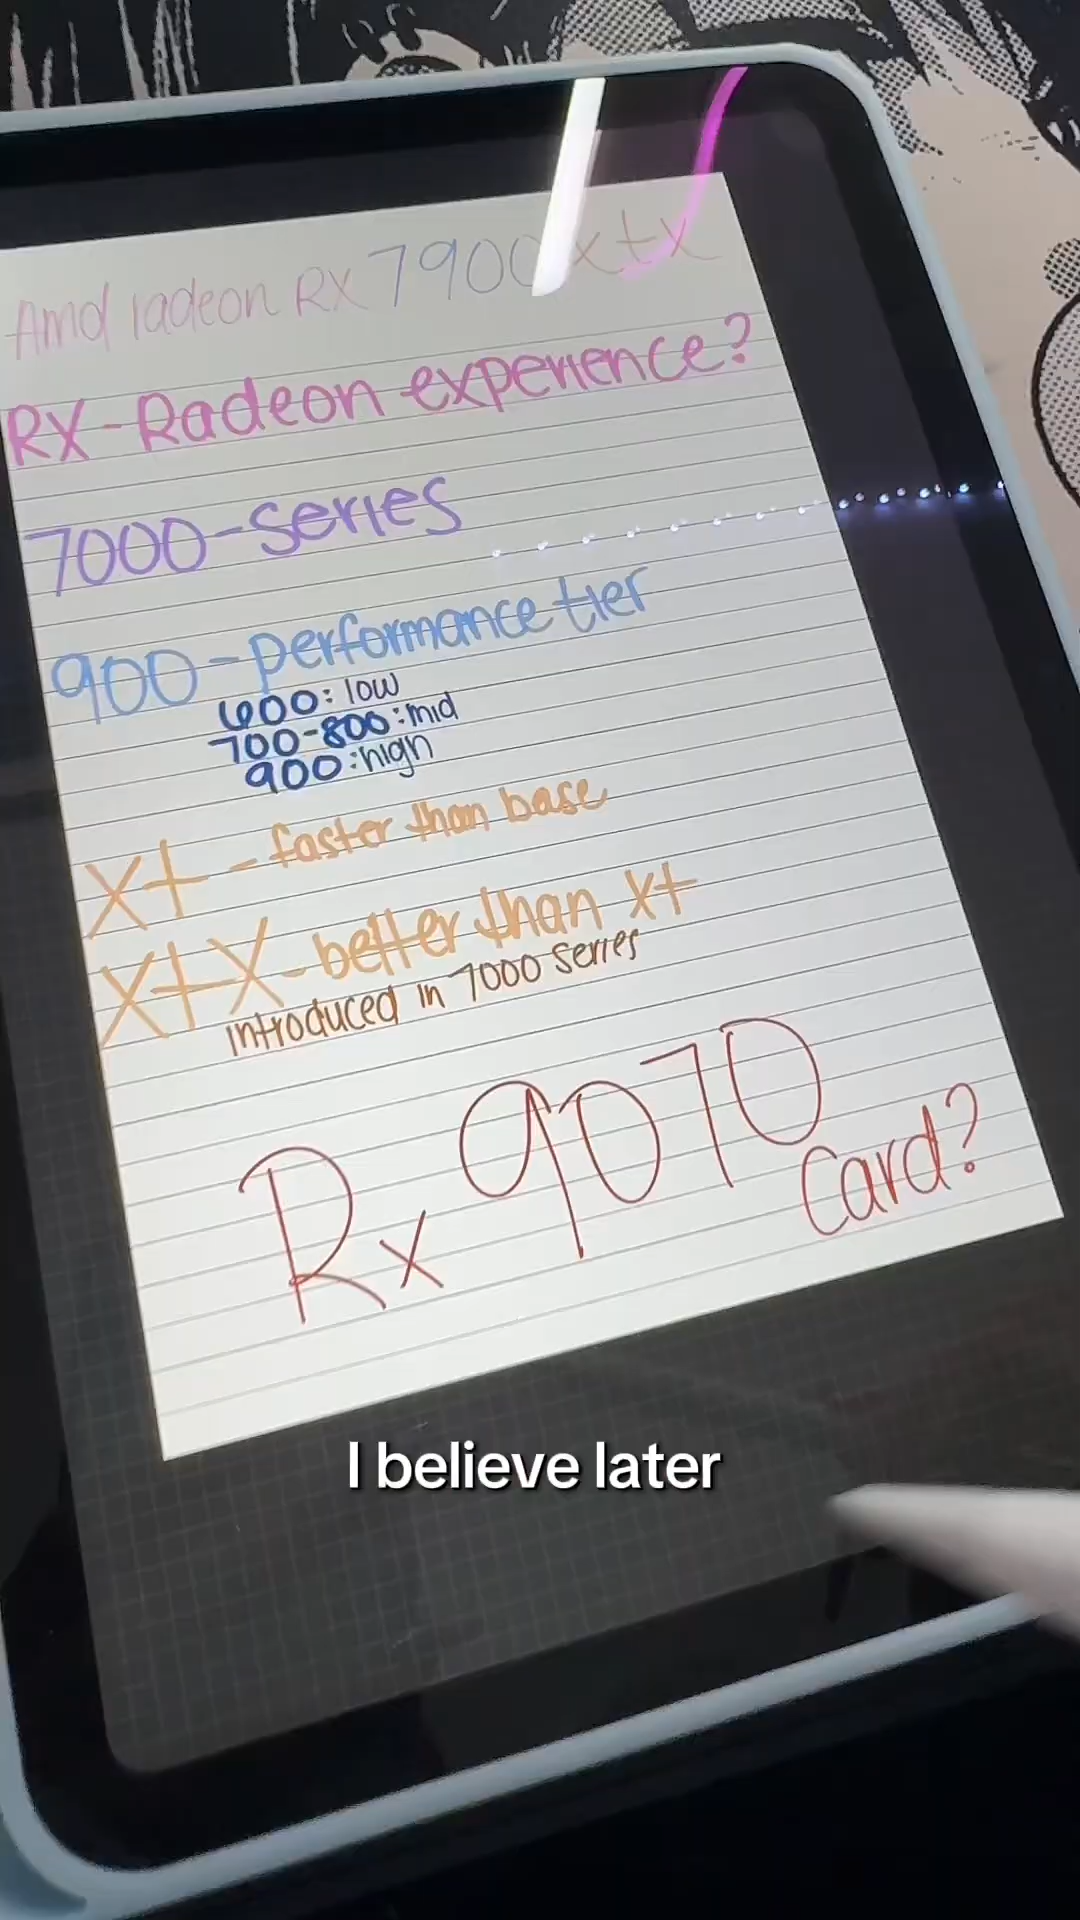 Amd radeon RX 7900 xtx
RX-Radeon experience?
7000-series
900-performance tier
600: low
700-800:mid
900:high
xt - faster than base
xtx-better than xt
introduced in 7000 series
Rx 9070
Card?
I believe later